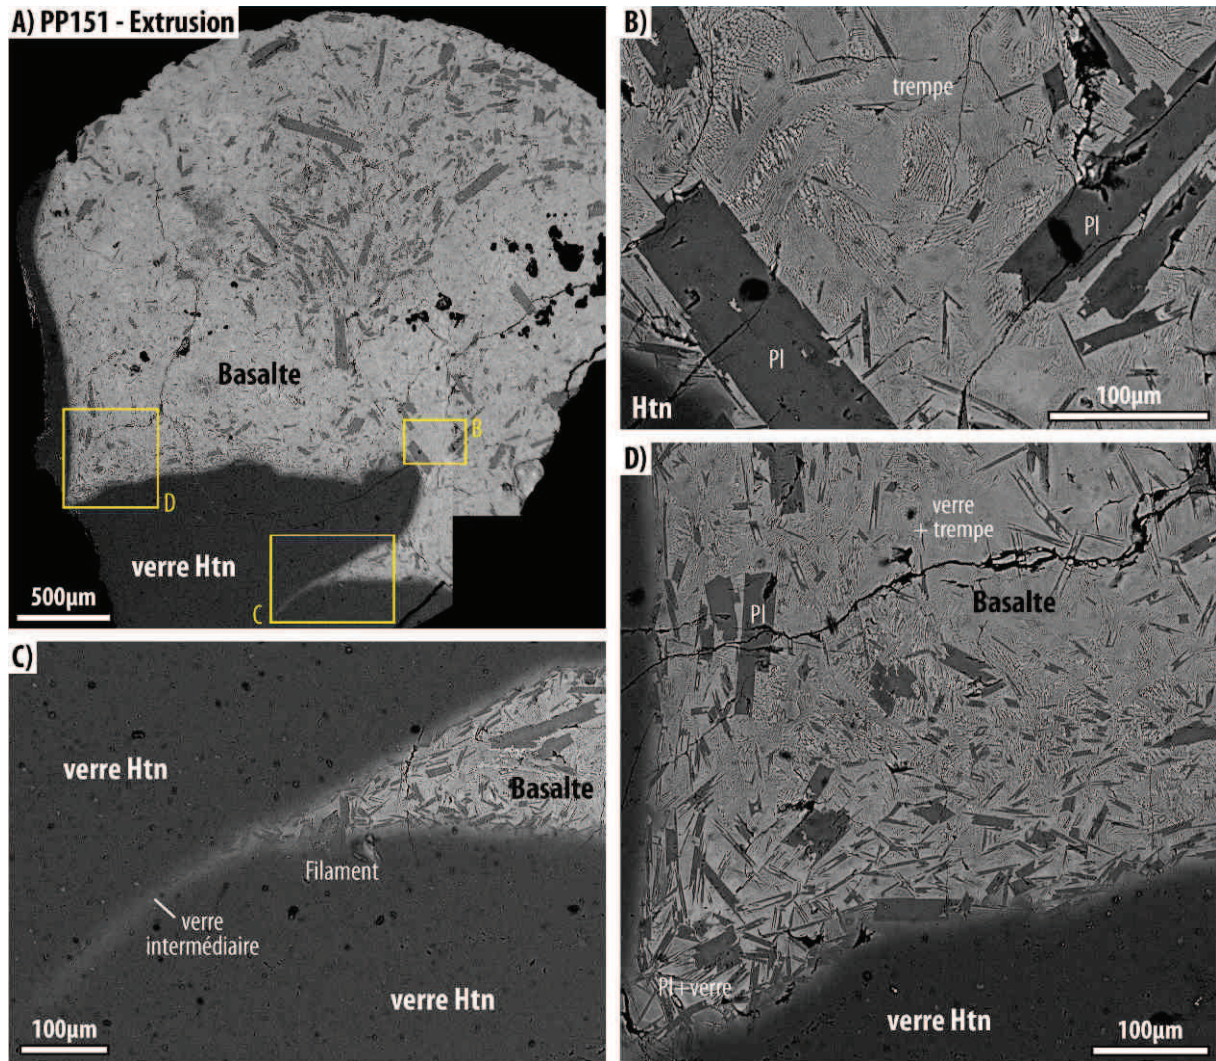 A) PP151 - Extrusion
Basalte
B
D
verre Htn
C
500µm
B)
trempe
Pl
Pl
Htn
100µm
C)
verre Htn
Basalte
Filament
verre
intermédiaire
verre Htn
100µm
D)
verre
+ trempe
Basalte
Pl
Pl+verre
verre Htn
100µm